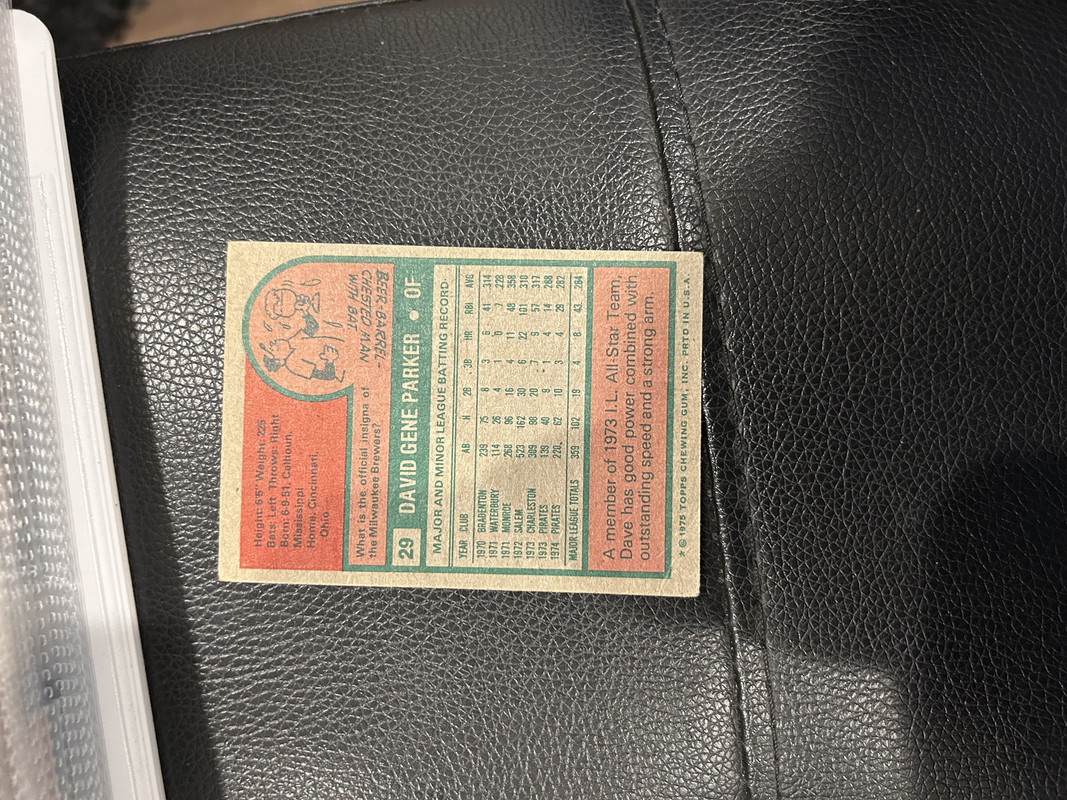 Height: 6'5" Weight: 225
Bats: Left Throws: Right
Born: 6-9-51, Calhoun,
Mississippi
Home: Cincinnati,
Ohio
BEER-BARREL-
CHESTED MAN
WITH BAT.
What is the official insigne of
the Milwaukee Brewers?
29 DAVID GENE PARKER • OF
MAJOR AND MINOR LEAGUE BATTING RECORD
YEAR CLUB AB H 2B 3B HR RBI AVG
1970 BRADENTON 239 75 8 3 6 41 .314
1971 WATERBURY 114 26 4 1 0 7 .228
1971 MONROE 268 96 16 4 11 48 .358
1972 SALEM 523 162 30 6 22 101 .310
1973 CHARLESTON 309 98 20 7 9 57 .317
1973 PIRATES 139 40 9 1 4 14 .288
1974 PIRATES 220 62 10 3 4 29 .282
MAJOR LEAGUE TOTALS 359 102 19 4 8 43 .284
A member of 1973 I.L. All-Star Team,
Dave has good power combined with
outstanding speed and a strong arm.
* © 1975 TOPPS CHEWING GUM, INC. PRTD IN U.S.A.